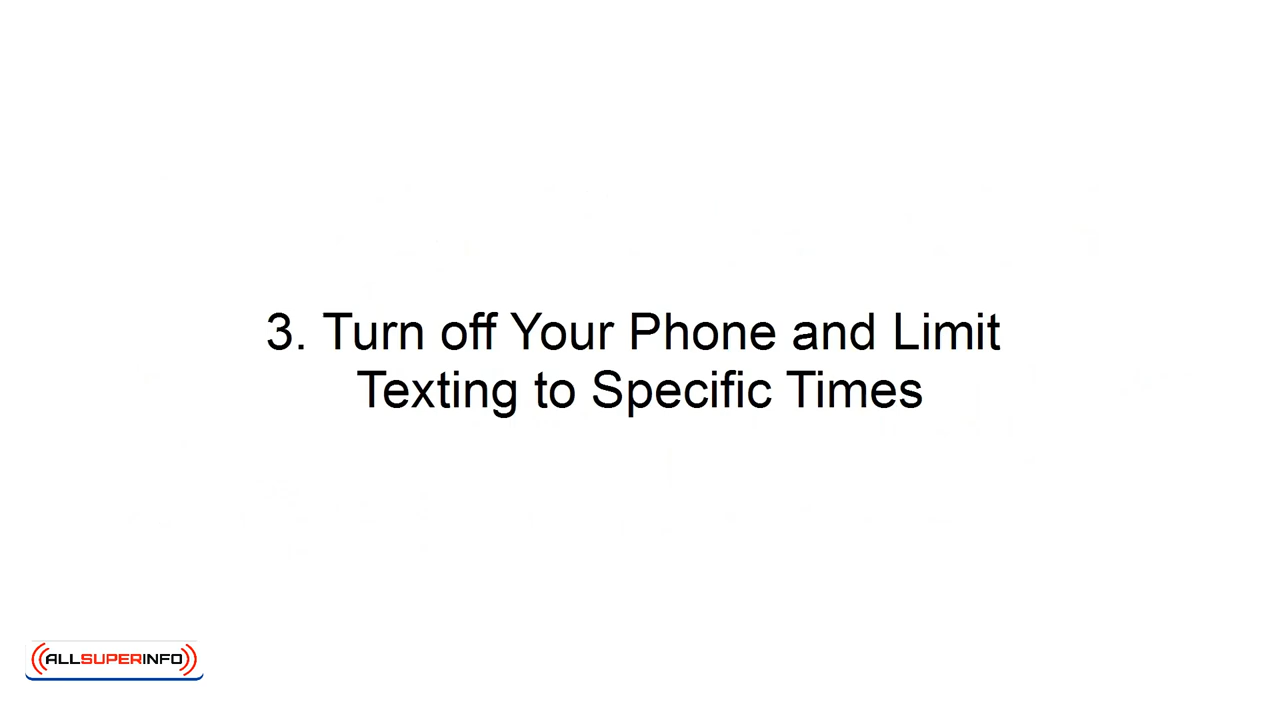 3. Turn off Your Phone and Limit
Texting to Specific Times
ALLSUPERINFO